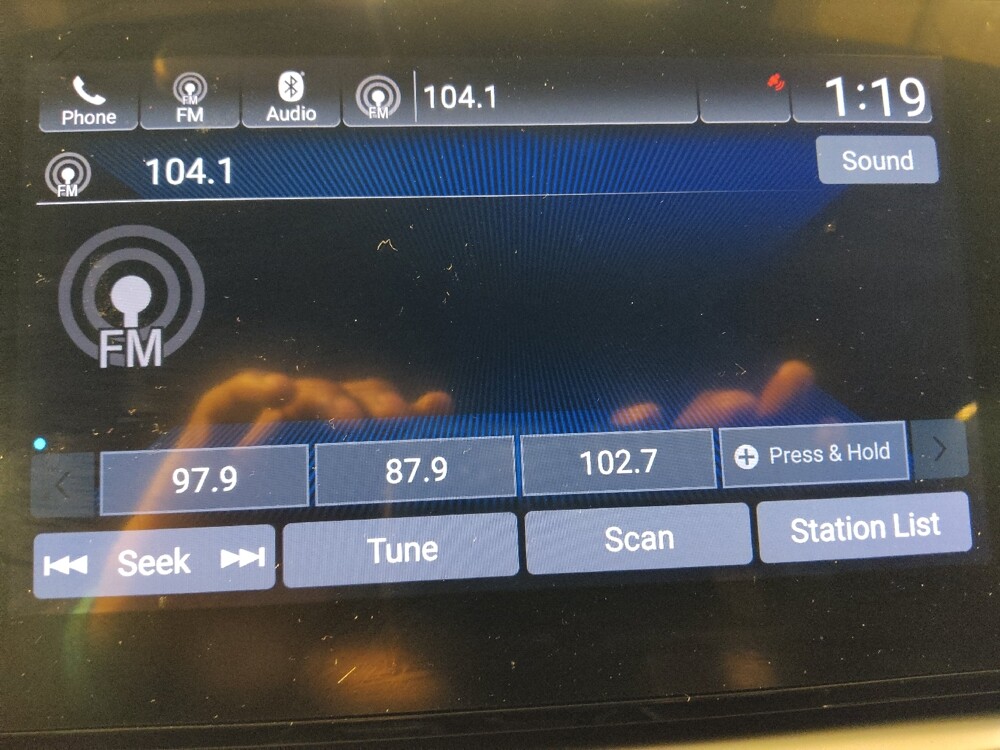 Phone
FM
FM
Audio
FM
104.1
1:19
FM
104.1
Sound
FM
97.9
87.9
102.7
Press & Hold
Seek
Tune
Scan
Station List